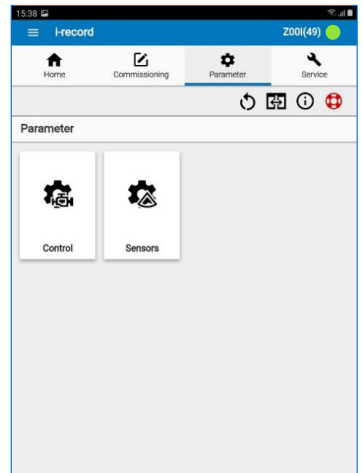 15:38
i-record Z00I(49)
Home Commissioning Parameter Service
Parameter
Control Sensors